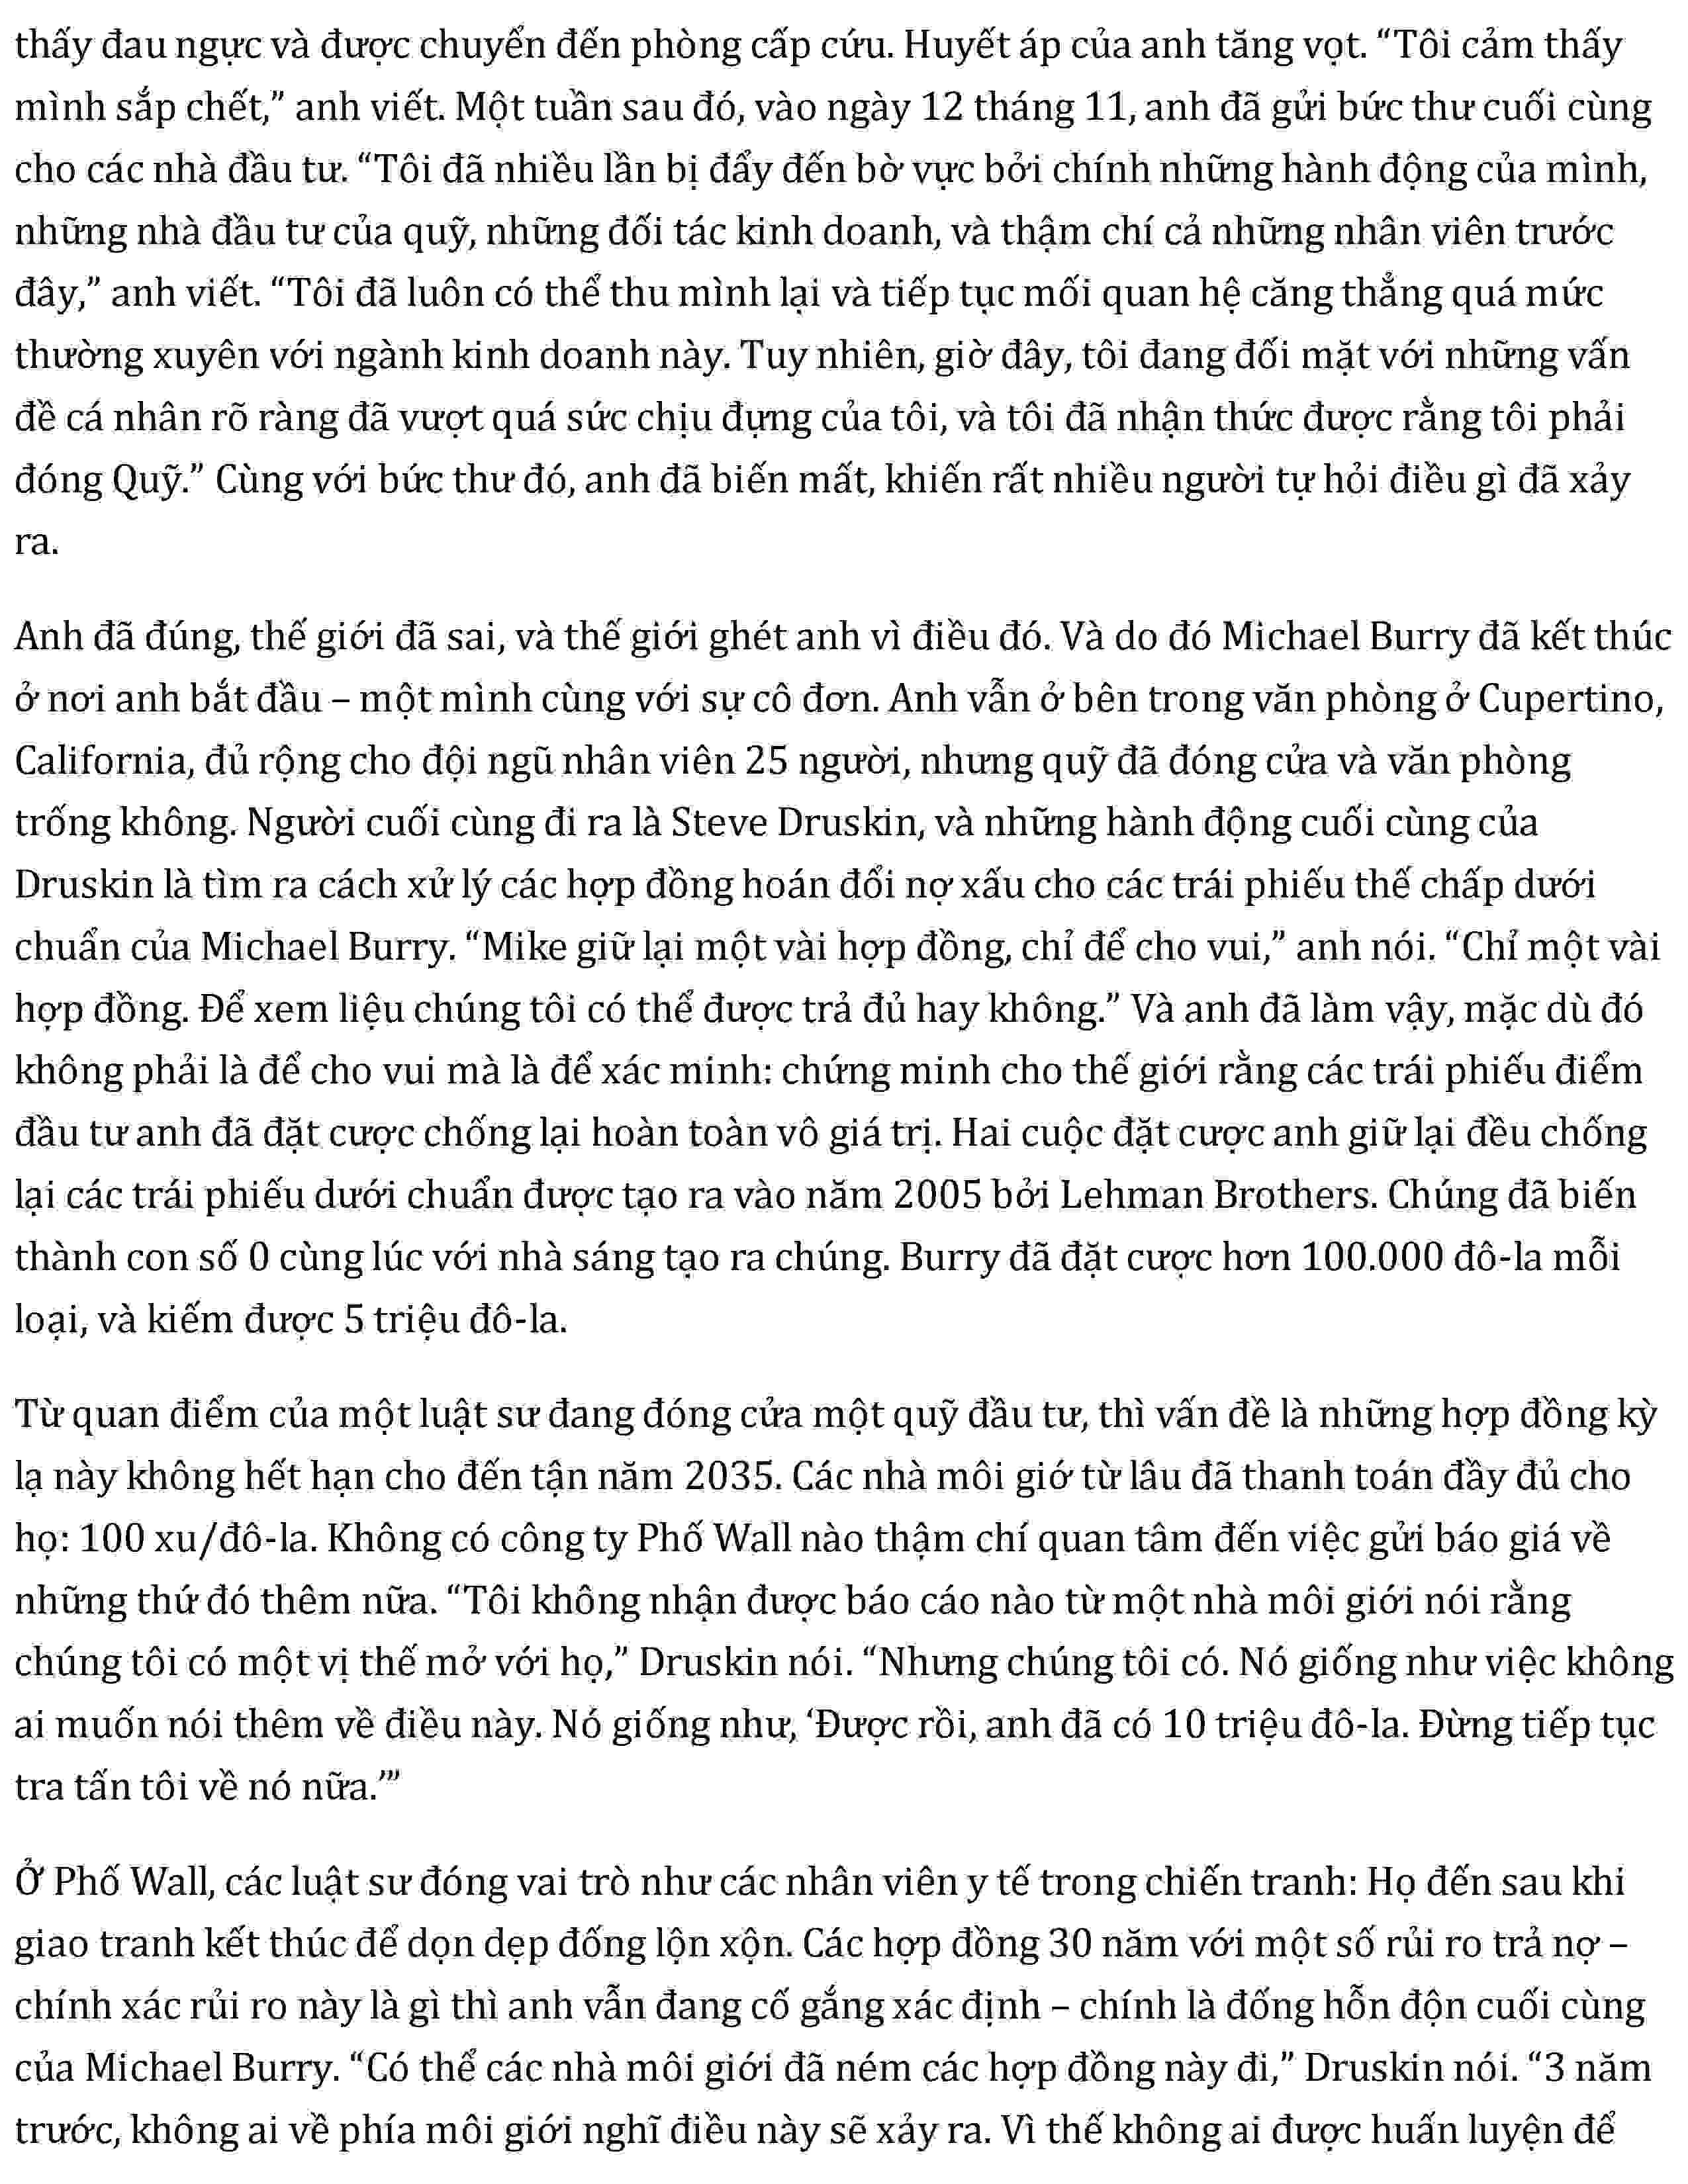 thấy đau ngực và được chuyển đến phòng cấp cứu. Huyết áp của anh tăng vọt. “Tôi cảm thấy
mình sắp chết,” anh viết. Một tuần sau đó, vào ngày 12 tháng 11, anh đã gửi bức thư cuối cùng
cho các nhà đầu tư. “Tôi đã nhiều lần bị đẩy đến bờ vực bởi chính những hành động của mình,
những nhà đầu tư của quỹ, những đối tác kinh doanh, và thậm chí cả những nhân viên trước
đây,” anh viết. “Tôi đã luôn có thể thu mình lại và tiếp tục mối quan hệ căng thẳng quá mức
thường xuyên với ngành kinh doanh này. Tuy nhiên, giờ đây, tôi đang đối mặt với những vấn
đề cá nhân rõ ràng đã vượt quá sức chịu đựng của tôi, và tôi đã nhận thức được rằng tôi phải
đóng Quỹ.” Cùng với bức thư đó, anh đã biến mất, khiến rất nhiều người tự hỏi điều gì đã xảy
ra.
Anh đã đúng, thế giới đã sai, và thế giới ghét anh vì điều đó. Và do đó Michael Burry đã kết thúc
ở nơi anh bắt đầu – một mình cùng với sự cô đơn. Anh vẫn ở bên trong văn phòng ở Cupertino,
California, đủ rộng cho đội ngũ nhân viên 25 người, nhưng quỹ đã đóng cửa và văn phòng
trống không. Người cuối cùng đi ra là Steve Druskin, và những hành động cuối cùng của
Druskin là tìm ra cách xử lý các hợp đồng hoán đổi nợ xấu cho các trái phiếu thế chấp dưới
chuẩn của Michael Burry. “Mike giữ lại một vài hợp đồng, chỉ để cho vui,” anh nói. “Chỉ một vài
hợp đồng. Để xem liệu chúng tôi có thể được trả đủ hay không.” Và anh đã làm vậy, mặc dù đó
không phải là để cho vui mà là để xác minh: chứng minh cho thế giới rằng các trái phiếu điểm
đầu tư anh đã đặt cược chống lại hoàn toàn vô giá trị. Hai cuộc đặt cược anh giữ lại đều chống
lại các trái phiếu dưới chuẩn được tạo ra vào năm 2005 bởi Lehman Brothers. Chúng đã biến
thành con số 0 cùng lúc với nhà sáng tạo ra chúng. Burry đã đặt cược hơn 100.000 đô-la mỗi
loại, và kiếm được 5 triệu đô-la.
Từ quan điểm của một luật sư đang đóng cửa một quỹ đầu tư, thì vấn đề là những hợp đồng kỳ
lạ này không hết hạn cho đến tận năm 2035. Các nhà môi giớ từ lâu đã thanh toán đầy đủ cho
họ: 100 xu/đô-la. Không có công ty Phố Wall nào thậm chí quan tâm đến việc gửi báo giá về
những thứ đó thêm nữa. “Tôi không nhận được báo cáo nào từ một nhà môi giới nói rằng
chúng tôi có một vị thế mở với họ,” Druskin nói. “Nhưng chúng tôi có. Nó giống như việc không
ai muốn nói thêm về điều này. Nó giống như, ‘Được rồi, anh đã có 10 triệu đô-la. Đừng tiếp tục
tra tấn tôi về nó nữa.’”
Ở Phố Wall, các luật sư đóng vai trò như các nhân viên y tế trong chiến tranh: Họ đến sau khi
giao tranh kết thúc để dọn dẹp đống lộn xộn. Các hợp đồng 30 năm với một số rủi ro trả nợ –
chính xác rủi ro này là gì thì anh vẫn đang cố gắng xác định – chính là đống hỗn độn cuối cùng
của Michael Burry. “Có thể các nhà môi giới đã ném các hợp đồng này đi,” Druskin nói. “3 năm
trước, không ai về phía môi giới nghĩ điều này sẽ xảy ra. Vì thế không ai được huấn luyện để